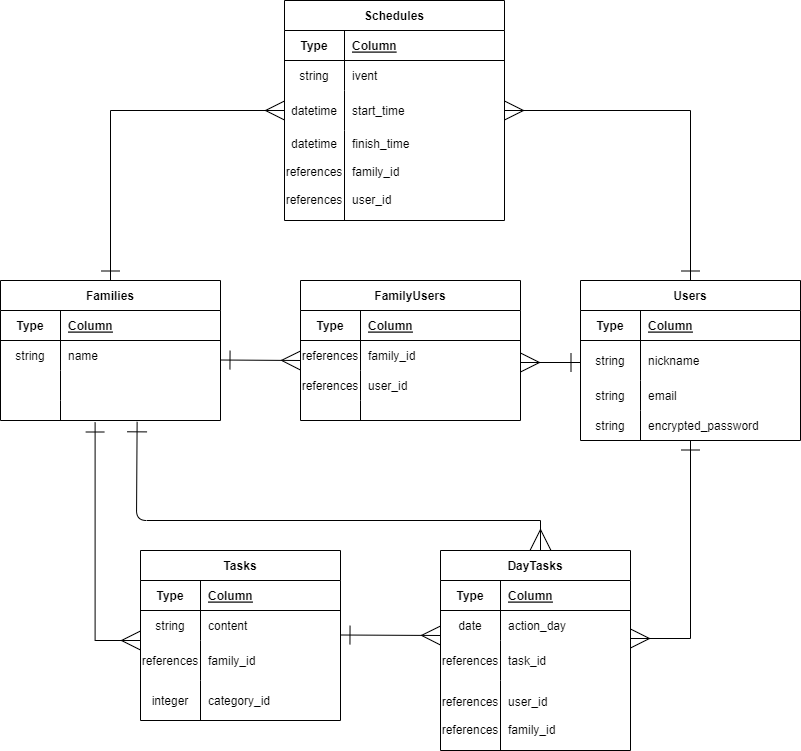 Schedules
Type Column
string ivent
datetime start_time
datetime finish_time
references family_id
references user_id
Families
Type Column
string name
FamilyUsers
Type Column
references family_id
references user_id
Users
Type Column
string nickname
string email
string encrypted_password
Tasks
Type Column
string content
references family_id
integer category_id
DayTasks
Type Column
date action_day
references task_id
references user_id
references family_id